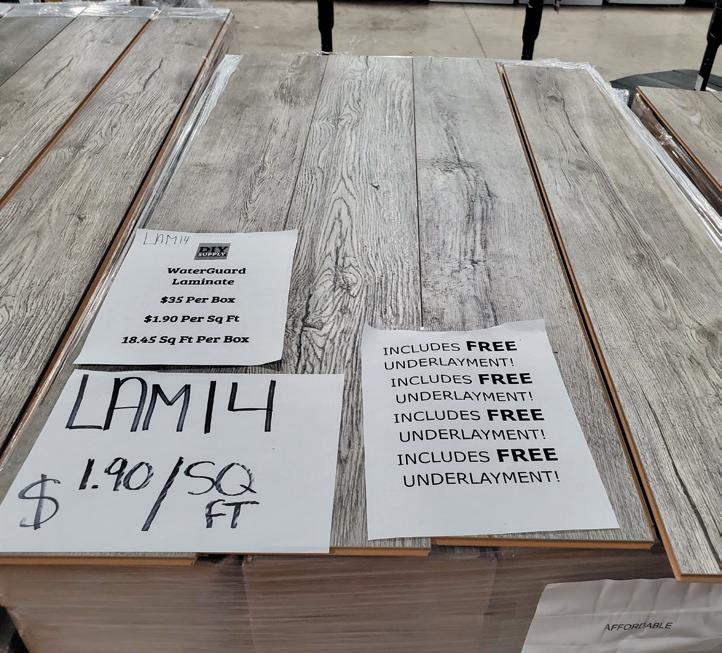 LAM14
DIY
SUPPLY
WaterGuard
Laminate
$35 Per Box
$1.90 Per Sq Ft
18.45 Sq Ft Per Box
LAM14
$1.90/SQ
FT
INCLUDES FREE
UNDERLAYMENT!
INCLUDES FREE
UNDERLAYMENT!
INCLUDES FREE
UNDERLAYMENT!
INCLUDES FREE
UNDERLAYMENT!
AFFORDABLE